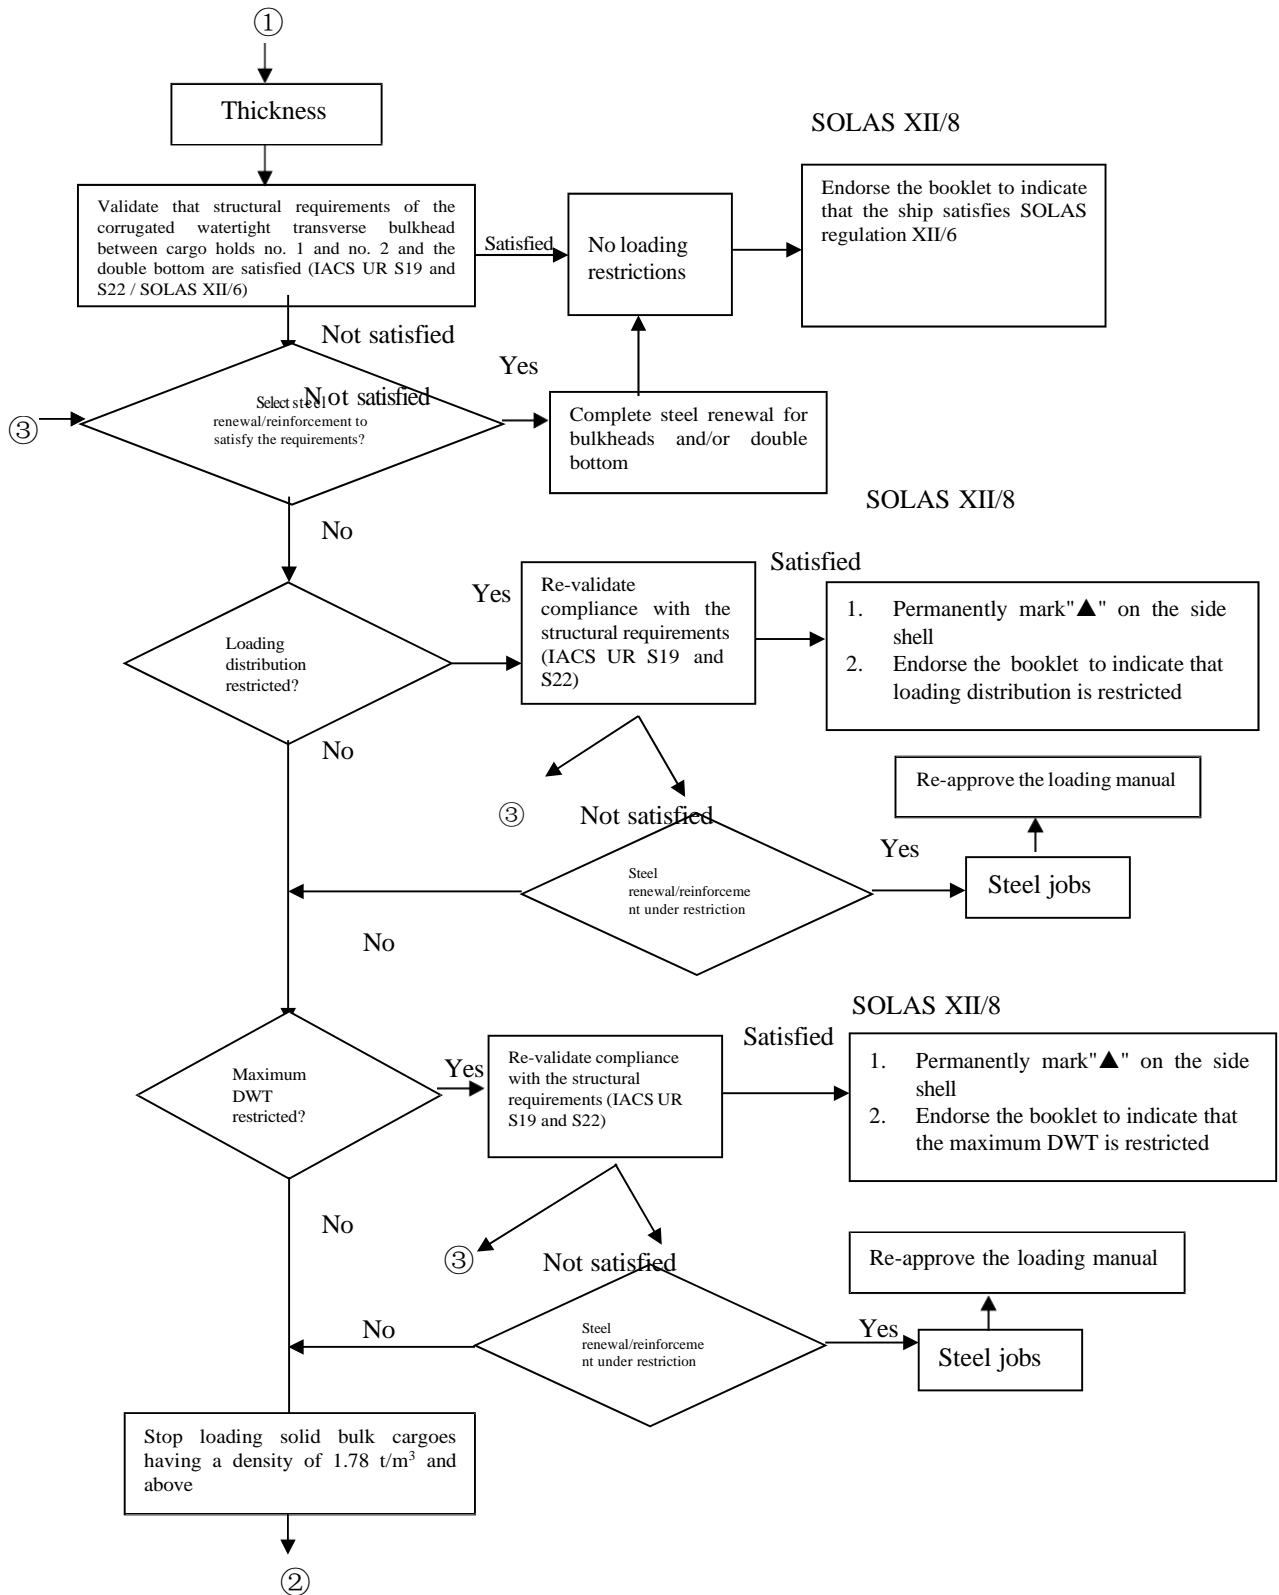 ①
Thickness
SOLAS XII/8
Validate that structural requirements of the
corrugated watertight transverse bulkhead
between cargo holds no. 1 and no. 2 and the
double bottom are satisfied (IACS UR S19 and
S22 / SOLAS XII/6)
Satisfied
No loading
restrictions
Endorse the booklet to indicate
that the ship satisfies SOLAS
regulation XII/6
Not satisfied
Not satisfied
Select steel
renewal/reinforcement to
satisfy the requirements?
③
Yes
Complete steel renewal for
bulkheads and/or double
bottom
SOLAS XII/8
No
Loading
distribution
restricted?
Yes
Re-validate
compliance with the
structural requirements
(IACS UR S19 and
S22)
Satisfied
1. Permanently mark"▲" on the side
shell
2. Endorse the booklet to indicate that
loading distribution is restricted
No
③
Not satisfied
Re-approve the loading manual
Steel
renewal/reinforceme
nt under restriction
Yes
Steel jobs
No
SOLAS XII/8
Maximum
DWT
restricted?
Yes
Re-validate compliance
with the structural
requirements (IACS UR
S19 and S22)
Satisfied
1. Permanently mark"▲" on the side
shell
2. Endorse the booklet to indicate that
the maximum DWT is restricted
No
③
Not satisfied
Re-approve the loading manual
No
Steel
renewal/reinforceme
nt under restriction
Yes
Steel jobs
Stop loading solid bulk cargoes
having a density of 1.78 t/m³ and
above
②